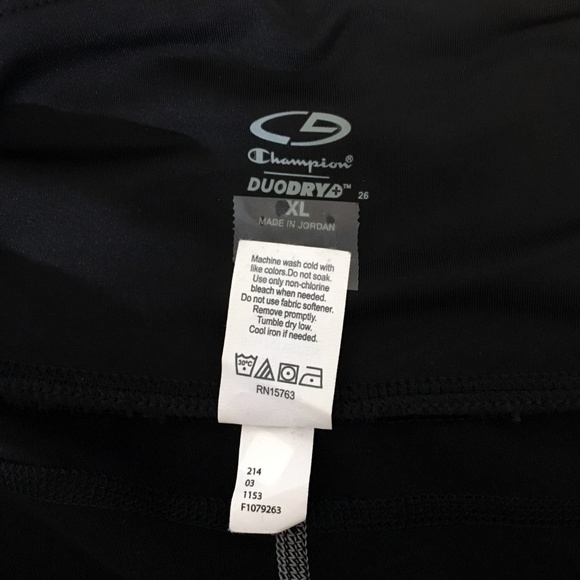 Champion®
DUODRY+™ 26
XL
MADE IN JORDAN
Machine wash cold with
like colors.Do not soak.
Use only non-chlorine
bleach when needed.
Do not use fabric softener.
Remove promptly.
Tumble dry low.
Cool iron if needed.
30°C
RN15763
214
03
1153
F1079263